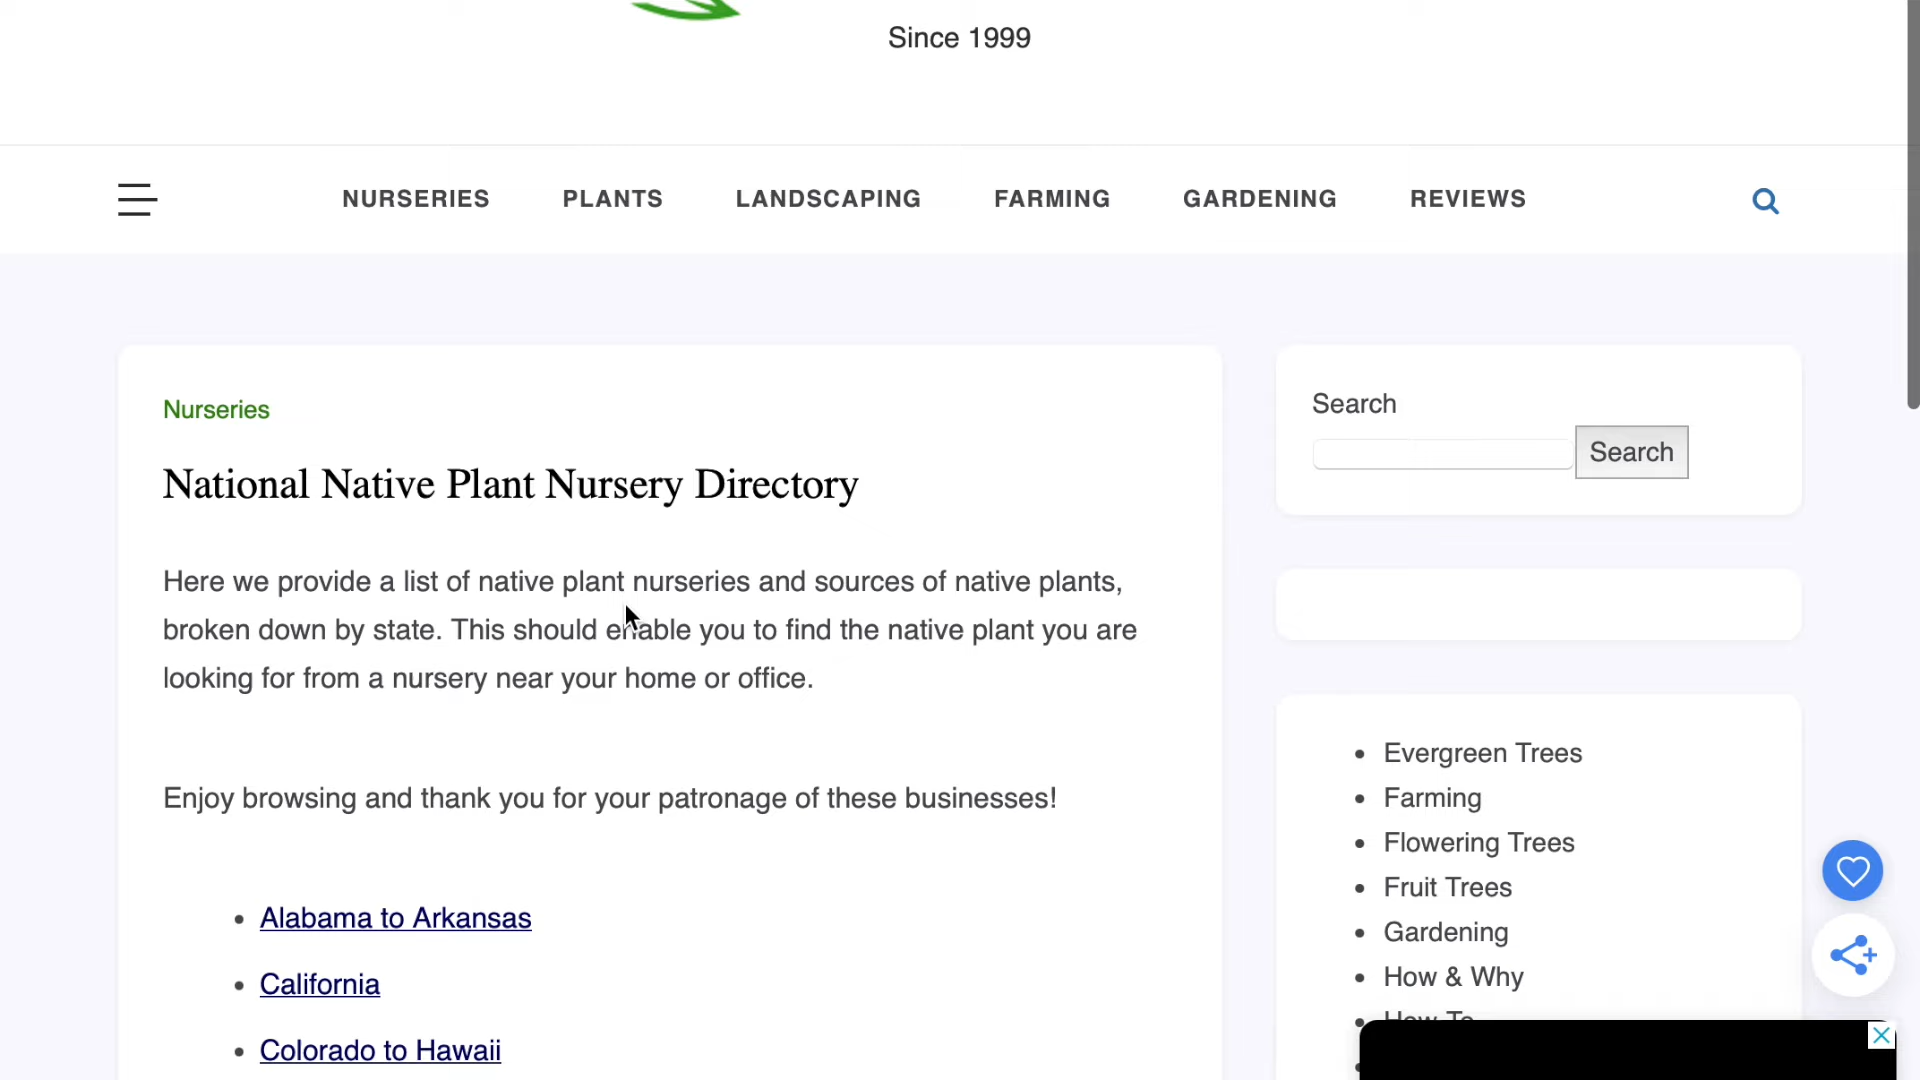 Since 1999
NURSERIES PLANTS LANDSCAPING FARMING GARDENING REVIEWS
Nurseries
National Native Plant Nursery Directory
Here we provide a list of native plant nurseries and sources of native plants,
broken down by state. This should enable you to find the native plant you are
looking for from a nursery near your home or office.
Enjoy browsing and thank you for your patronage of these businesses!
Alabama to Arkansas
California
Colorado to Hawaii
Search
Search
Evergreen Trees
Farming
Flowering Trees
Fruit Trees
Gardening
How & Why
How To